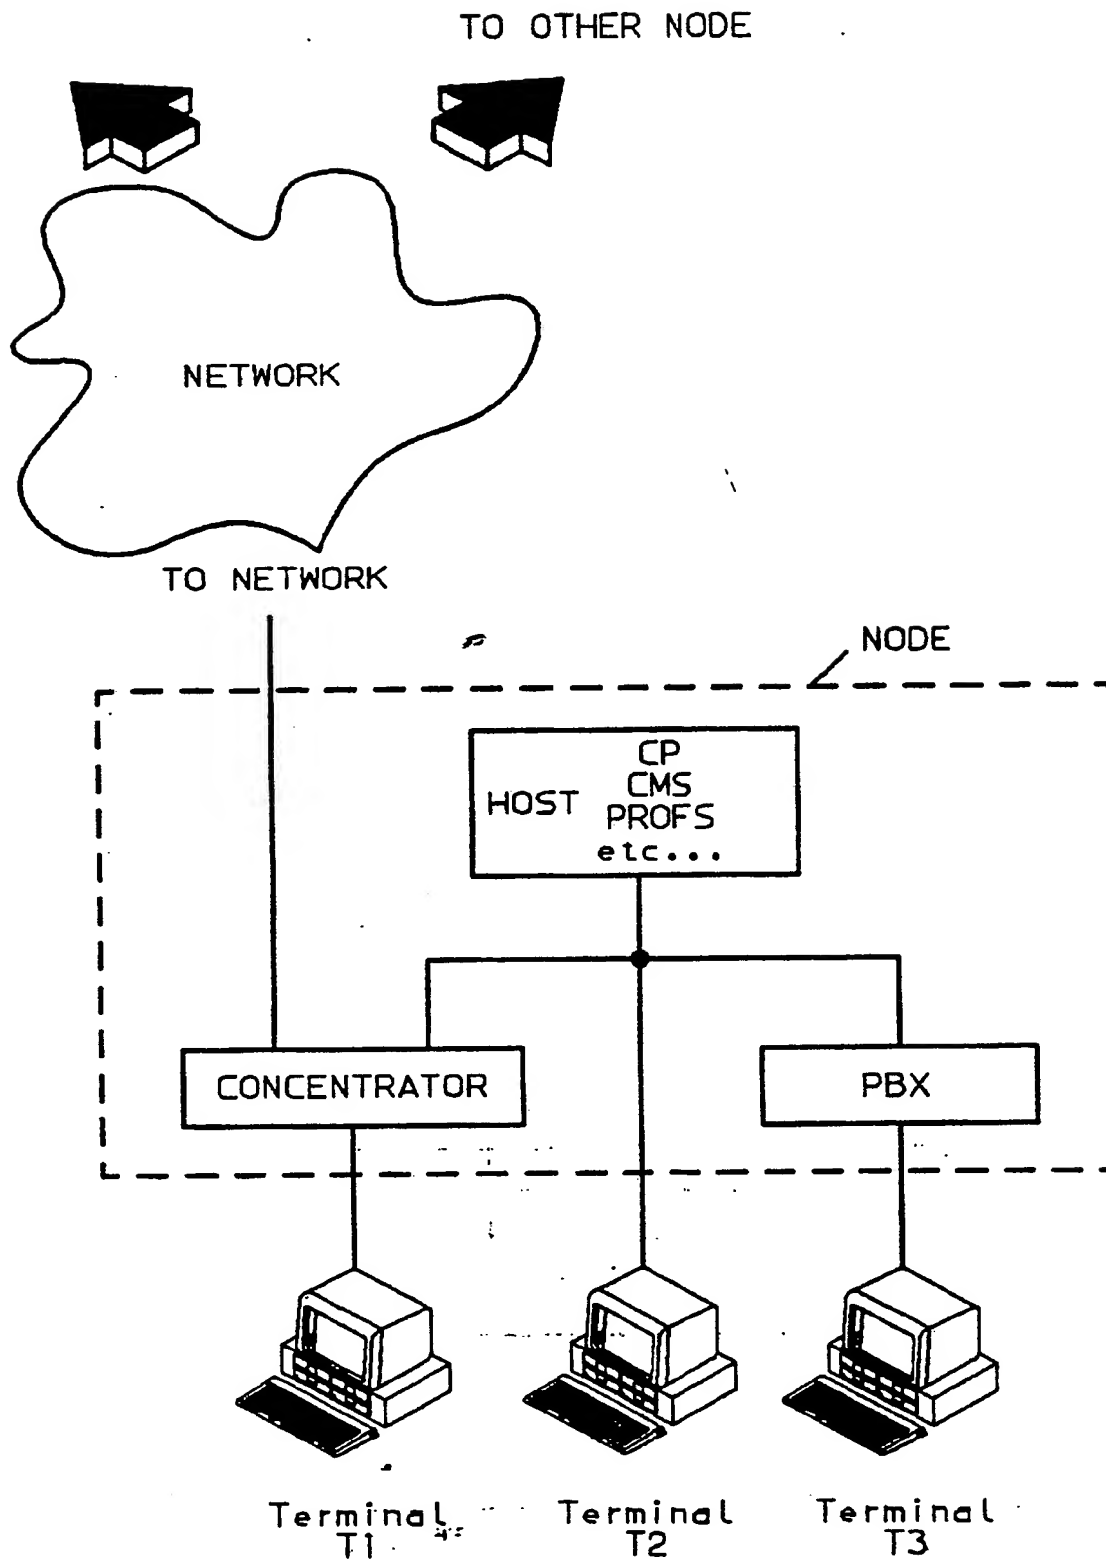 TO OTHER NODE
NETWORK
TO NETWORK
NODE
HOST
CP
CMS
PROFS
etc...
CONCENTRATOR
PBX
Terminal
T1
Terminal
T2
Terminal
T3